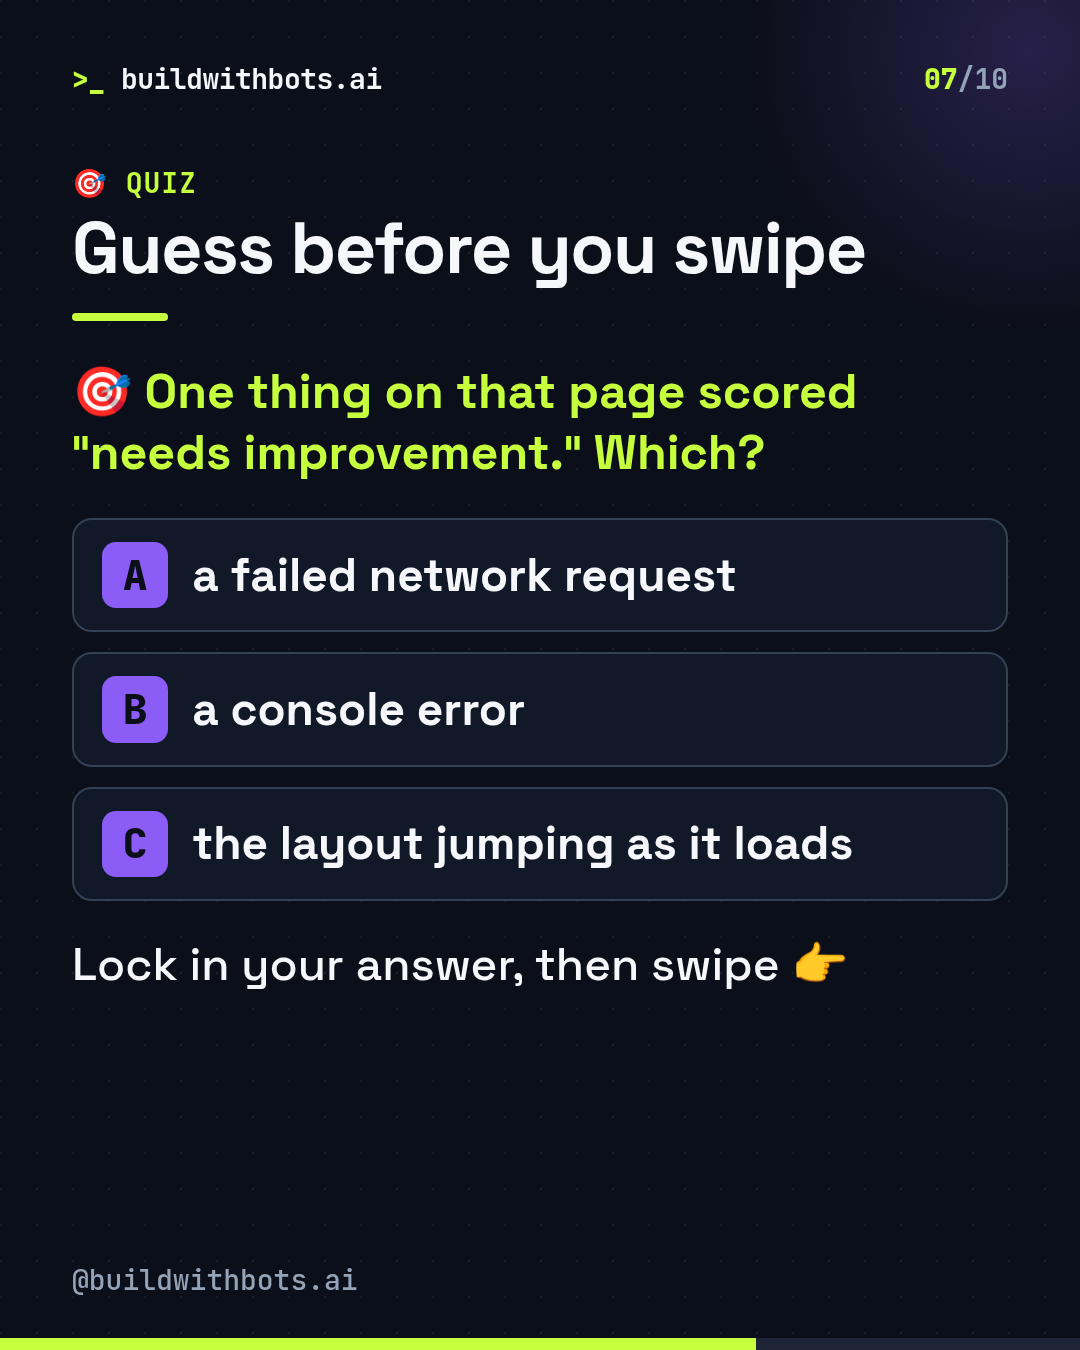 >_ buildwithbots.ai
07/10
🎯 QUIZ
Guess before you swipe
🎯 One thing on that page scored
"needs improvement." Which?
A a failed network request
B a console error
C the layout jumping as it loads
Lock in your answer, then swipe 👉
@buildwithbots.ai